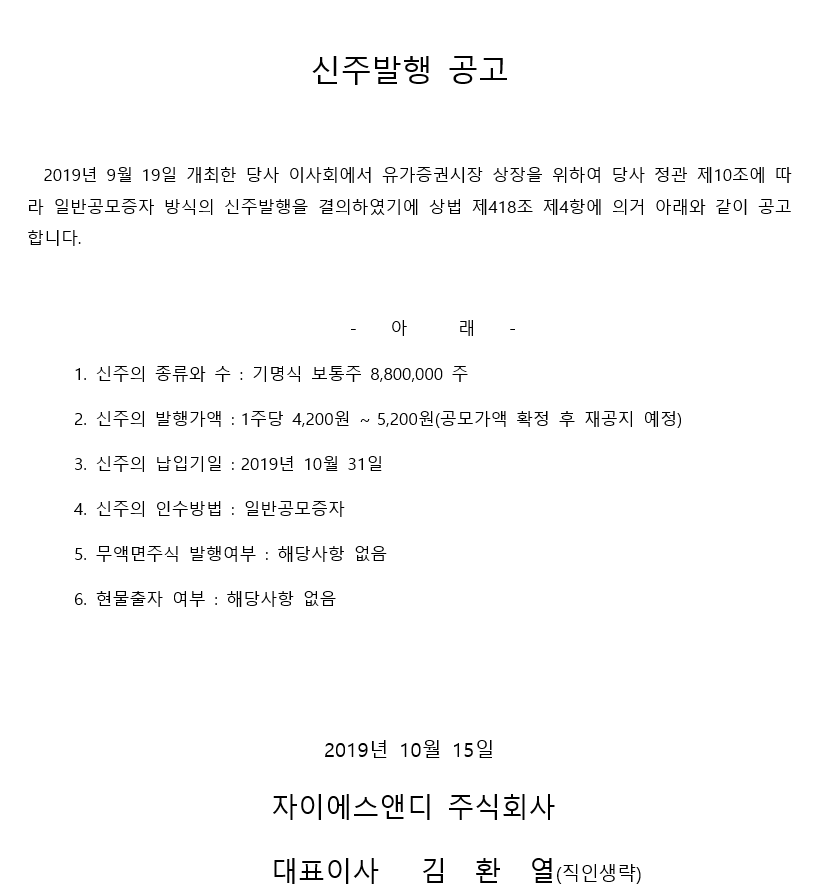 신주발행 공고
2019년 9월 19일 개최한 당사 이사회에서 유가증권시장 상장을 위하여 당사 정관 제10조에 따
라 일반공모증자 방식의 신주발행을 결의하였기에 상법 제418조 제4항에 의거 아래와 같이 공고
합니다.
- 아 래 -
1. 신주의 종류와 수 : 기명식 보통주 8,800,000 주
2. 신주의 발행가액 : 1주당 4,200원 ~ 5,200원(공모가액 확정 후 재공지 예정)
3. 신주의 납입기일 : 2019년 10월 31일
4. 신주의 인수방법 : 일반공모증자
5. 무액면주식 발행여부 : 해당사항 없음
6. 현물출자 여부 : 해당사항 없음
2019년 10월 15일
자이에스앤디 주식회사
대표이사 김 환 열(직인생략)